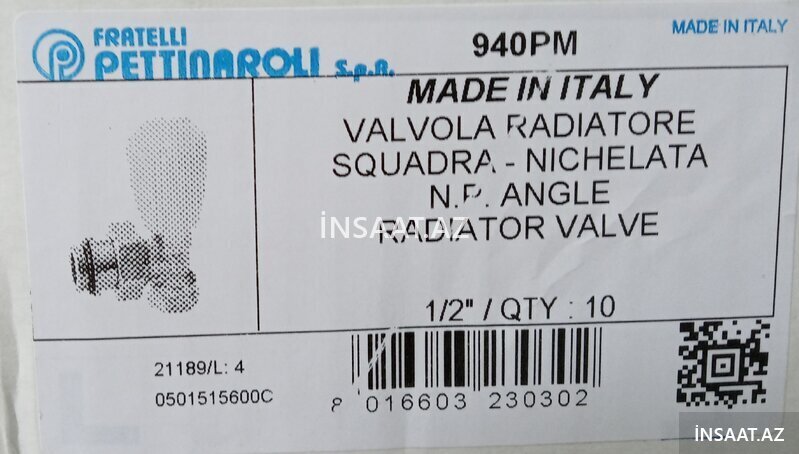 FRATELLI
PETTINAROLI S.p.A.
940PM
MADE IN ITALY
MADE IN ITALY
VALVOLA RADIATORE
SQUADRA - NICHELATA
N.P. ANGLE
RADIATOR VALVE
İNSAAT.AZ
1/2" / QTY : 10
21189/L: 4
0501515600C
8 016603 230302
İNSAAT.AZ